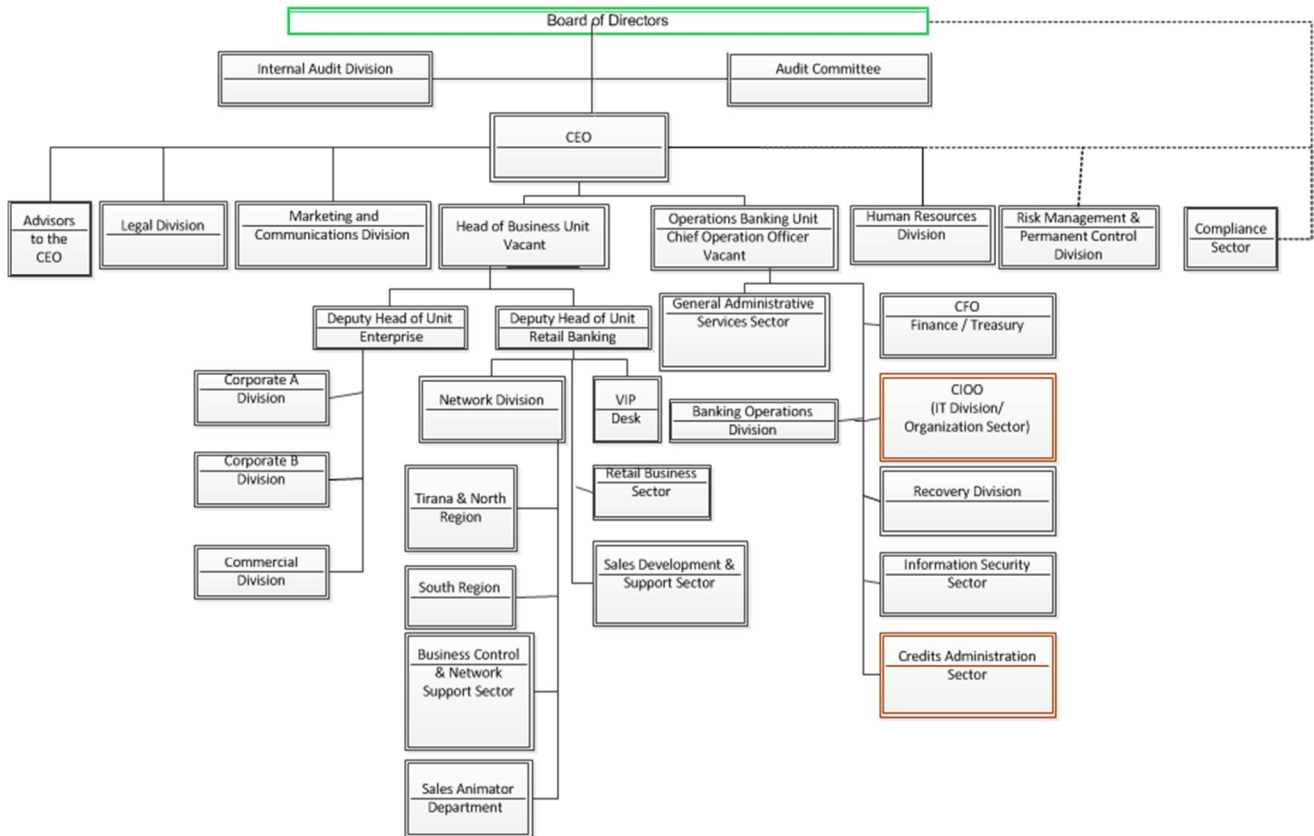 Board of Directors
Internal Audit Division
Audit Committee
CEO
Advisors
to the
CEO
Legal Division
Marketing and
Communications Division
Head of Business Unit
Vacant
Operations Banking Unit
Chief Operation Officer
Vacant
Human Resources
Division
Risk Management &
Permanent Control
Division
Compliance
Sector
Deputy Head of Unit
Enterprise
Deputy Head of Unit
Retail Banking
General Administrative
Services Sector
CFO
Finance / Treasury
Corporate A
Division
Network Division
VIP
Desk
Banking Operations
Division
CIOO
(IT Division/
Organization Sector)
Corporate B
Division
Tirana & North
Region
Retail Business
Sector
Recovery Division
Commercial
Division
South Region
Sales Development &
Support Sector
Information Security
Sector
Business Control
& Network
Support Sector
Credits Administration
Sector
Sales Animator
Department